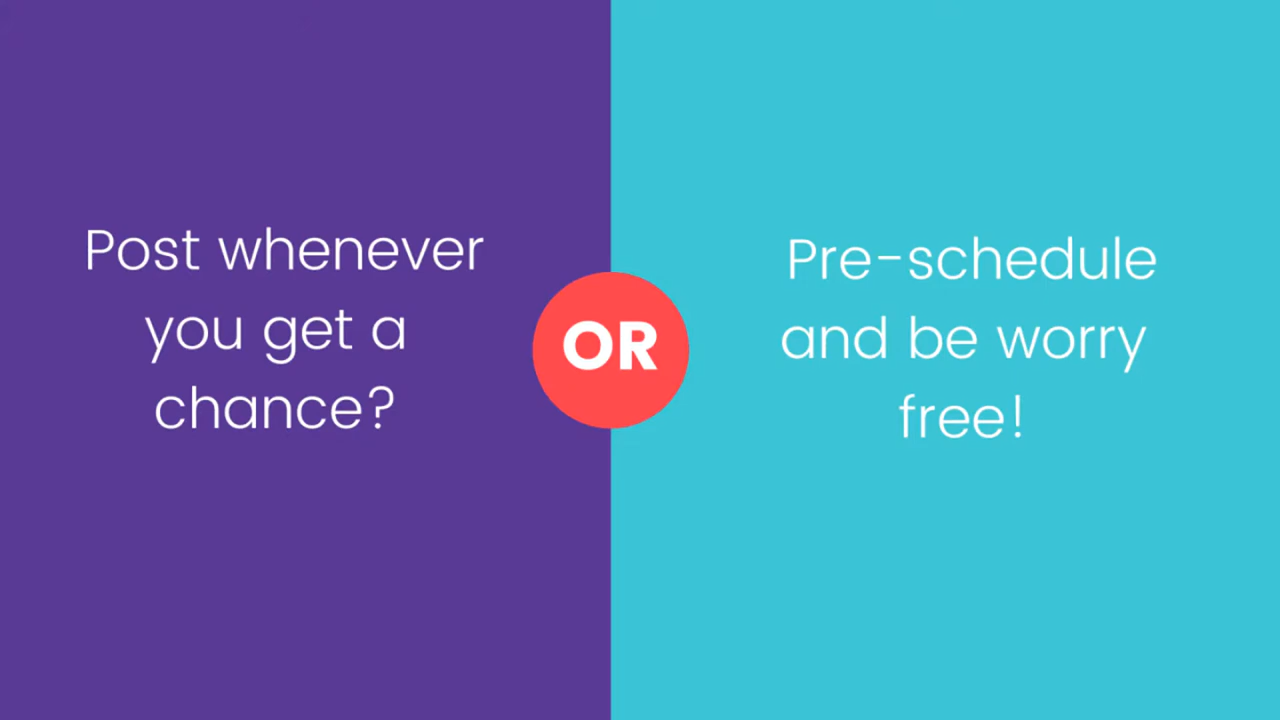 Post whenever
you get a
chance?
OR
Pre-schedule
and be worry
free!